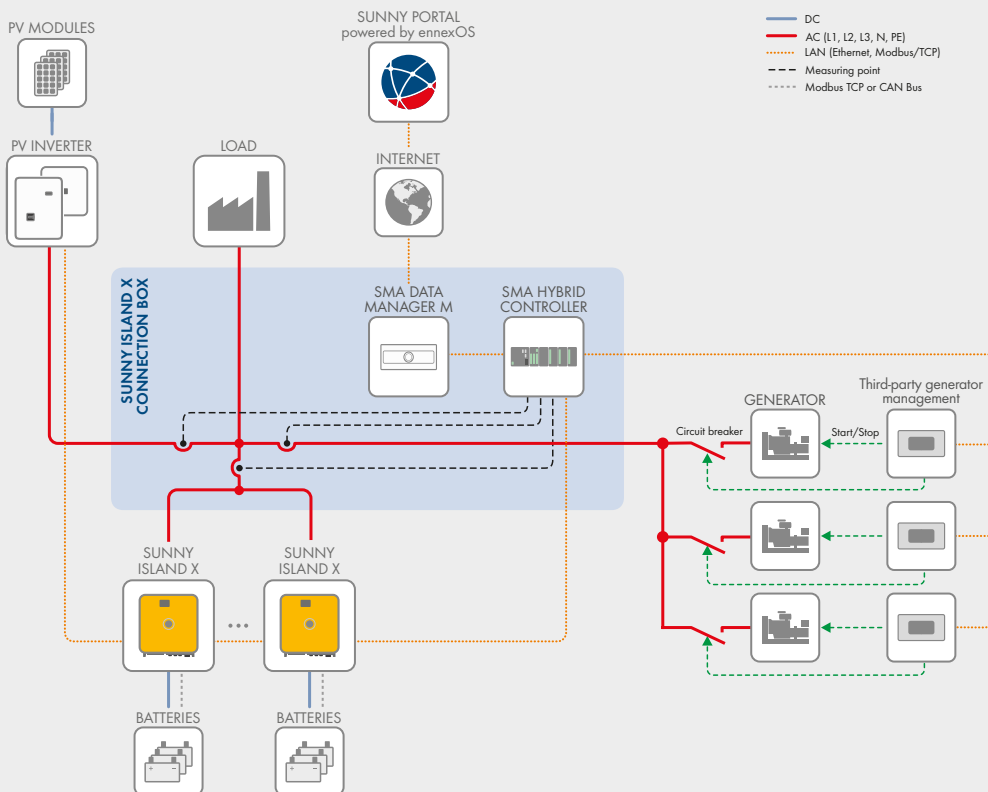 PV MODULES
SUNNY PORTAL
powered by ennexOS
DC
AC (L1, L2, L3, N, PE)
LAN (Ethernet, Modbus/TCP)
Measuring point
Modbus TCP or CAN Bus
PV INVERTER
LOAD
INTERNET
SUNNY ISLAND X
CONNECTION BOX
SMA DATA
MANAGER M
SMA HYBRID
CONTROLLER
GENERATOR
Third-party generator
management
Circuit breaker
Start/Stop
SUNNY
ISLAND X
SUNNY
ISLAND X
BATTERIES
BATTERIES